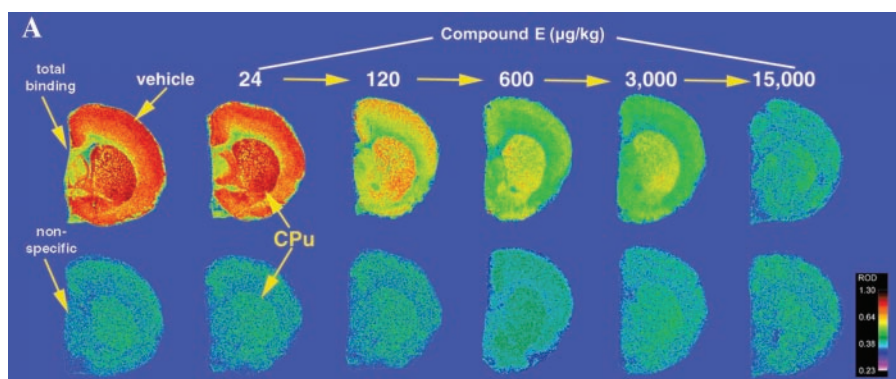 A
Compound E (µg/kg)
total
binding
vehicle
24
120
600
3,000
15,000
non-
specific
CPu
ROD
1.30
0.64
0.38
0.23